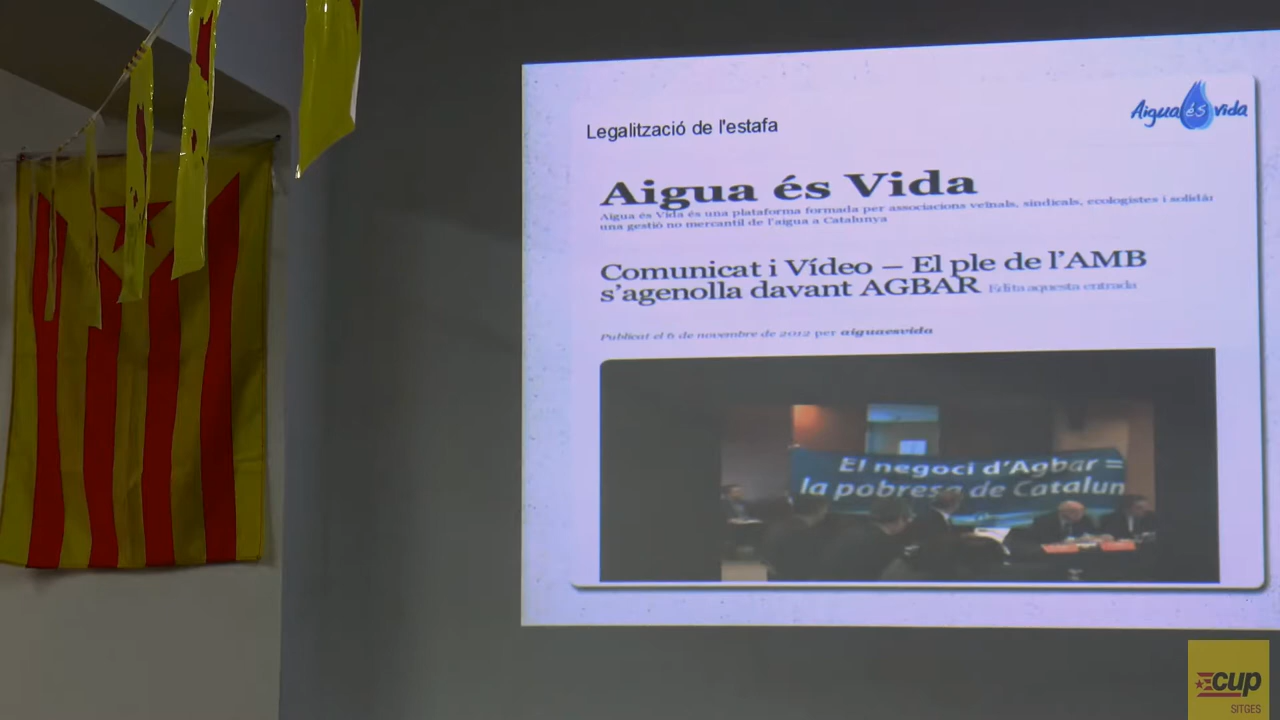 Legalització de l'estafa
Aigua és vida
Aigua és Vida
Aigua és Vida és una plataforma formada per associacions veïnals, sindicals, ecologistes i solidàr
una gestió no mercantil de l'aigua a Catalunya
Comunicat i Vídeo – El ple de l'AMB
s'agenolla davant AGBAR Edita aquesta entrada
Publicat el 6 de novembre de 2012 per aiguaesvida
El negoci d'Agbar =
la pobresa de Catalun
cup
SITGES